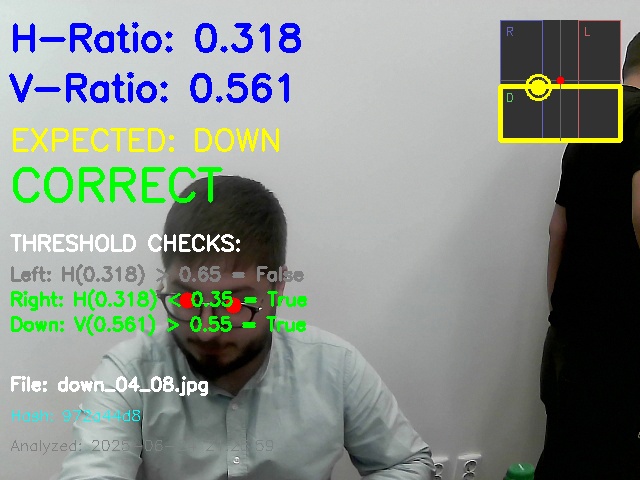 H-Ratio: 0.318
V-Ratio: 0.561
EXPECTED: DOWN
CORRECT
THRESHOLD CHECKS:
Left: H(0.318) > 0.65 = False
Right: H(0.318) < 0.35 = True
Down: V(0.561) > 0.55 = True
File: down_04_08.jpg
Analyzed:
R
L
D